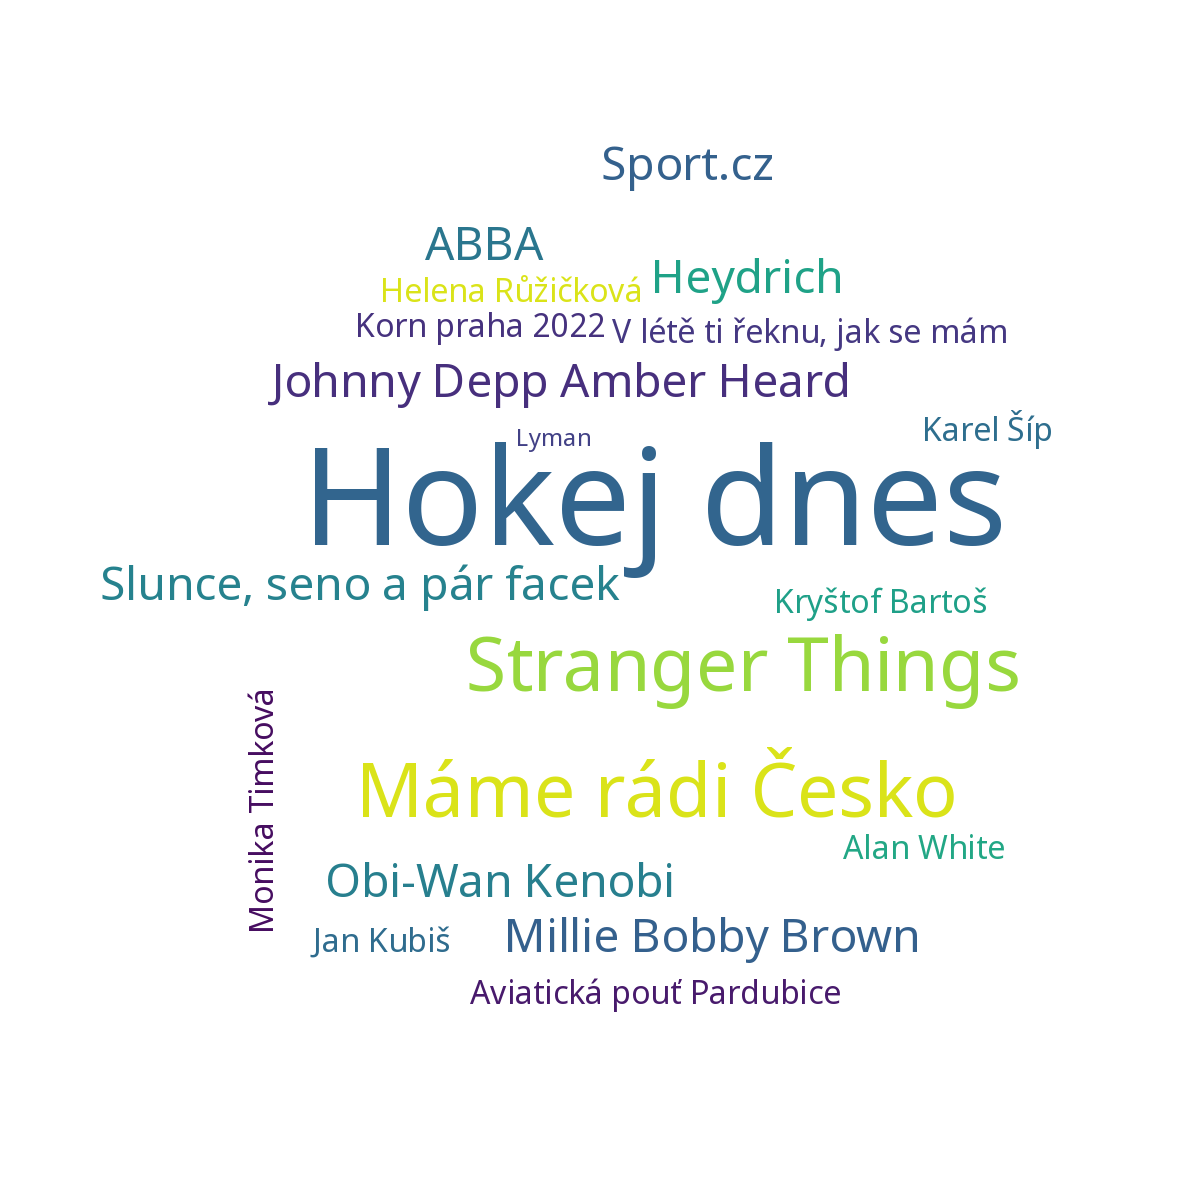 Sport.cz
ABBA
Heydrich
Helena Růžičková
Korn praha 2022
V létě ti řeknu, jak se mám
Johnny Depp Amber Heard
Karel Šíp
Lyman
Hokej dnes
Slunce, seno a pár facek
Kryštof Bartoš
Stranger Things
Monika Timková
Máme rádi Česko
Alan White
Obi-Wan Kenobi
Millie Bobby Brown
Jan Kubiš
Aviatická pouť Pardubice